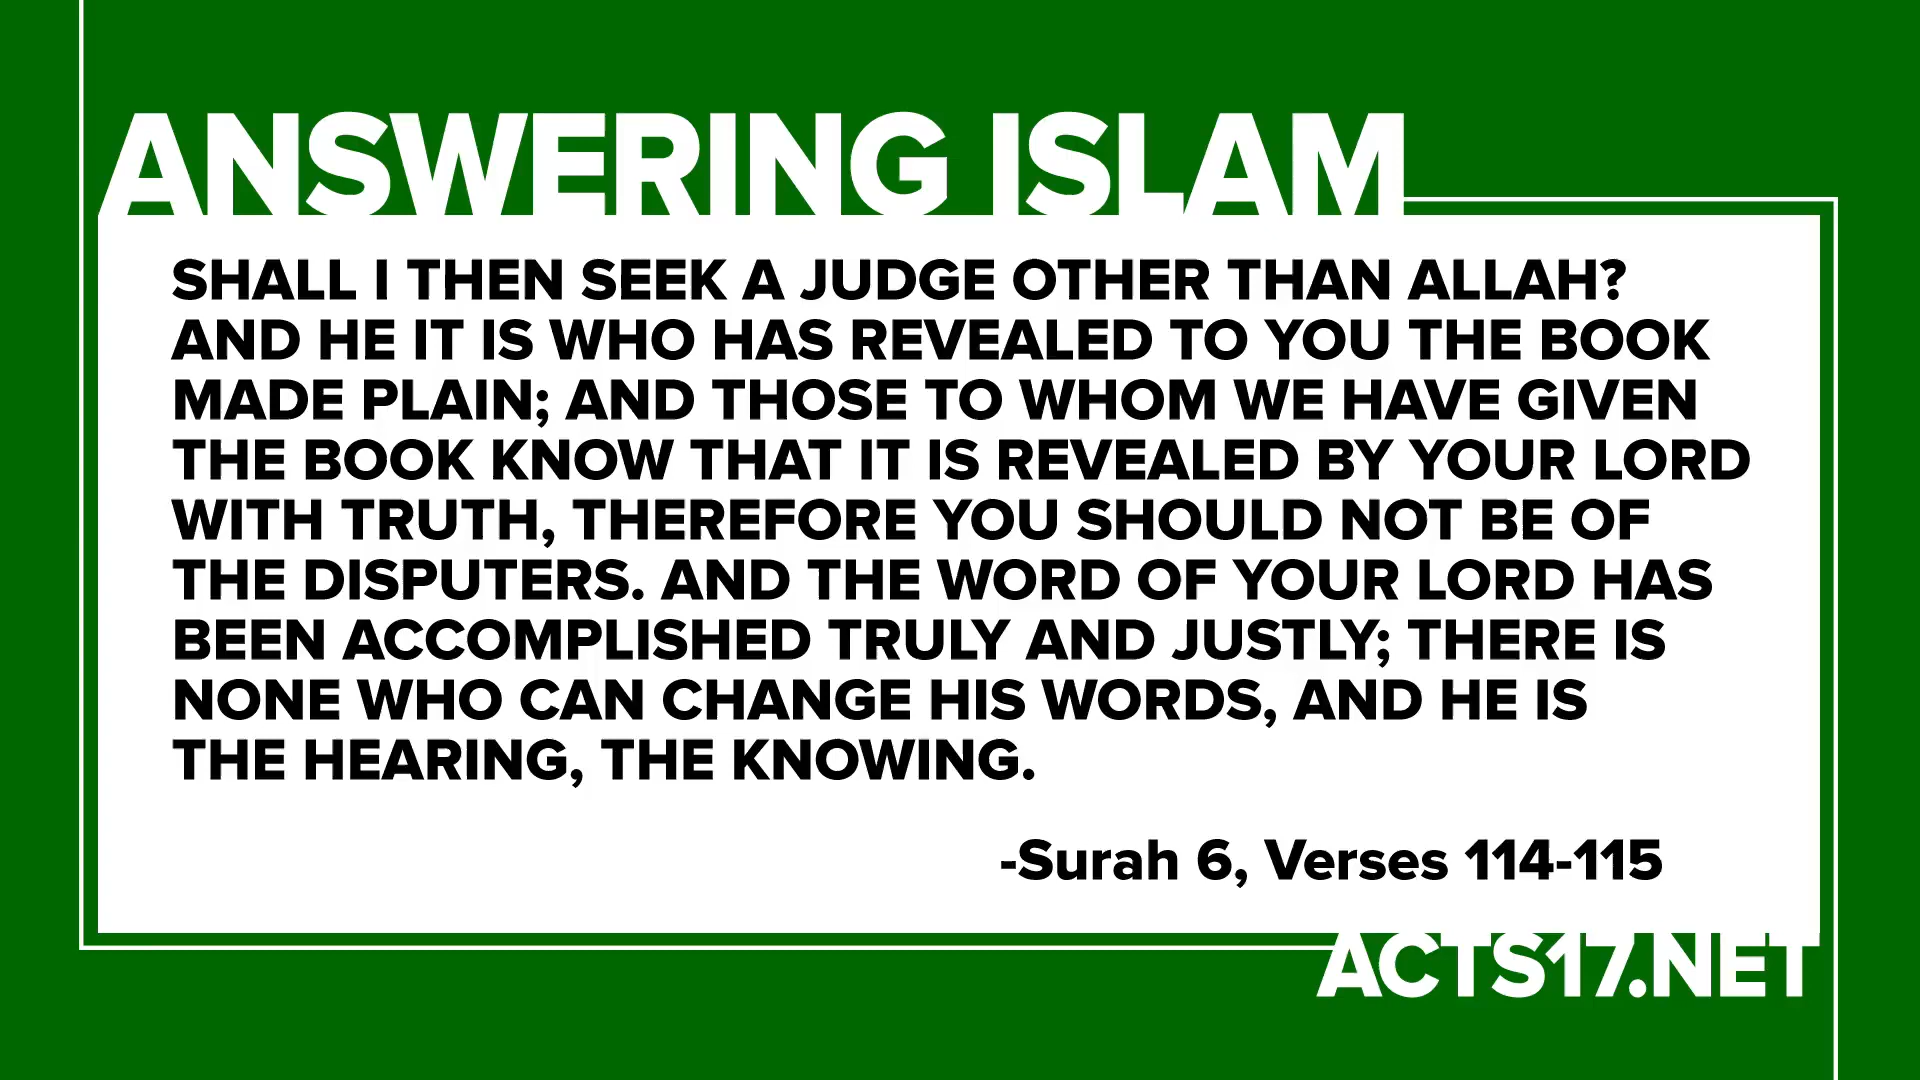 ANSWERING ISLAM
SHALL I THEN SEEK A JUDGE OTHER THAN ALLAH?
AND HE IT IS WHO HAS REVEALED TO YOU THE BOOK
MADE PLAIN; AND THOSE TO WHOM WE HAVE GIVEN
THE BOOK KNOW THAT IT IS REVEALED BY YOUR LORD
WITH TRUTH, THEREFORE YOU SHOULD NOT BE OF
THE DISPUTERS. AND THE WORD OF YOUR LORD HAS
BEEN ACCOMPLISHED TRULY AND JUSTLY; THERE IS
NONE WHO CAN CHANGE HIS WORDS, AND HE IS
THE HEARING, THE KNOWING.
-Surah 6, Verses 114-115
ACTS17.NET